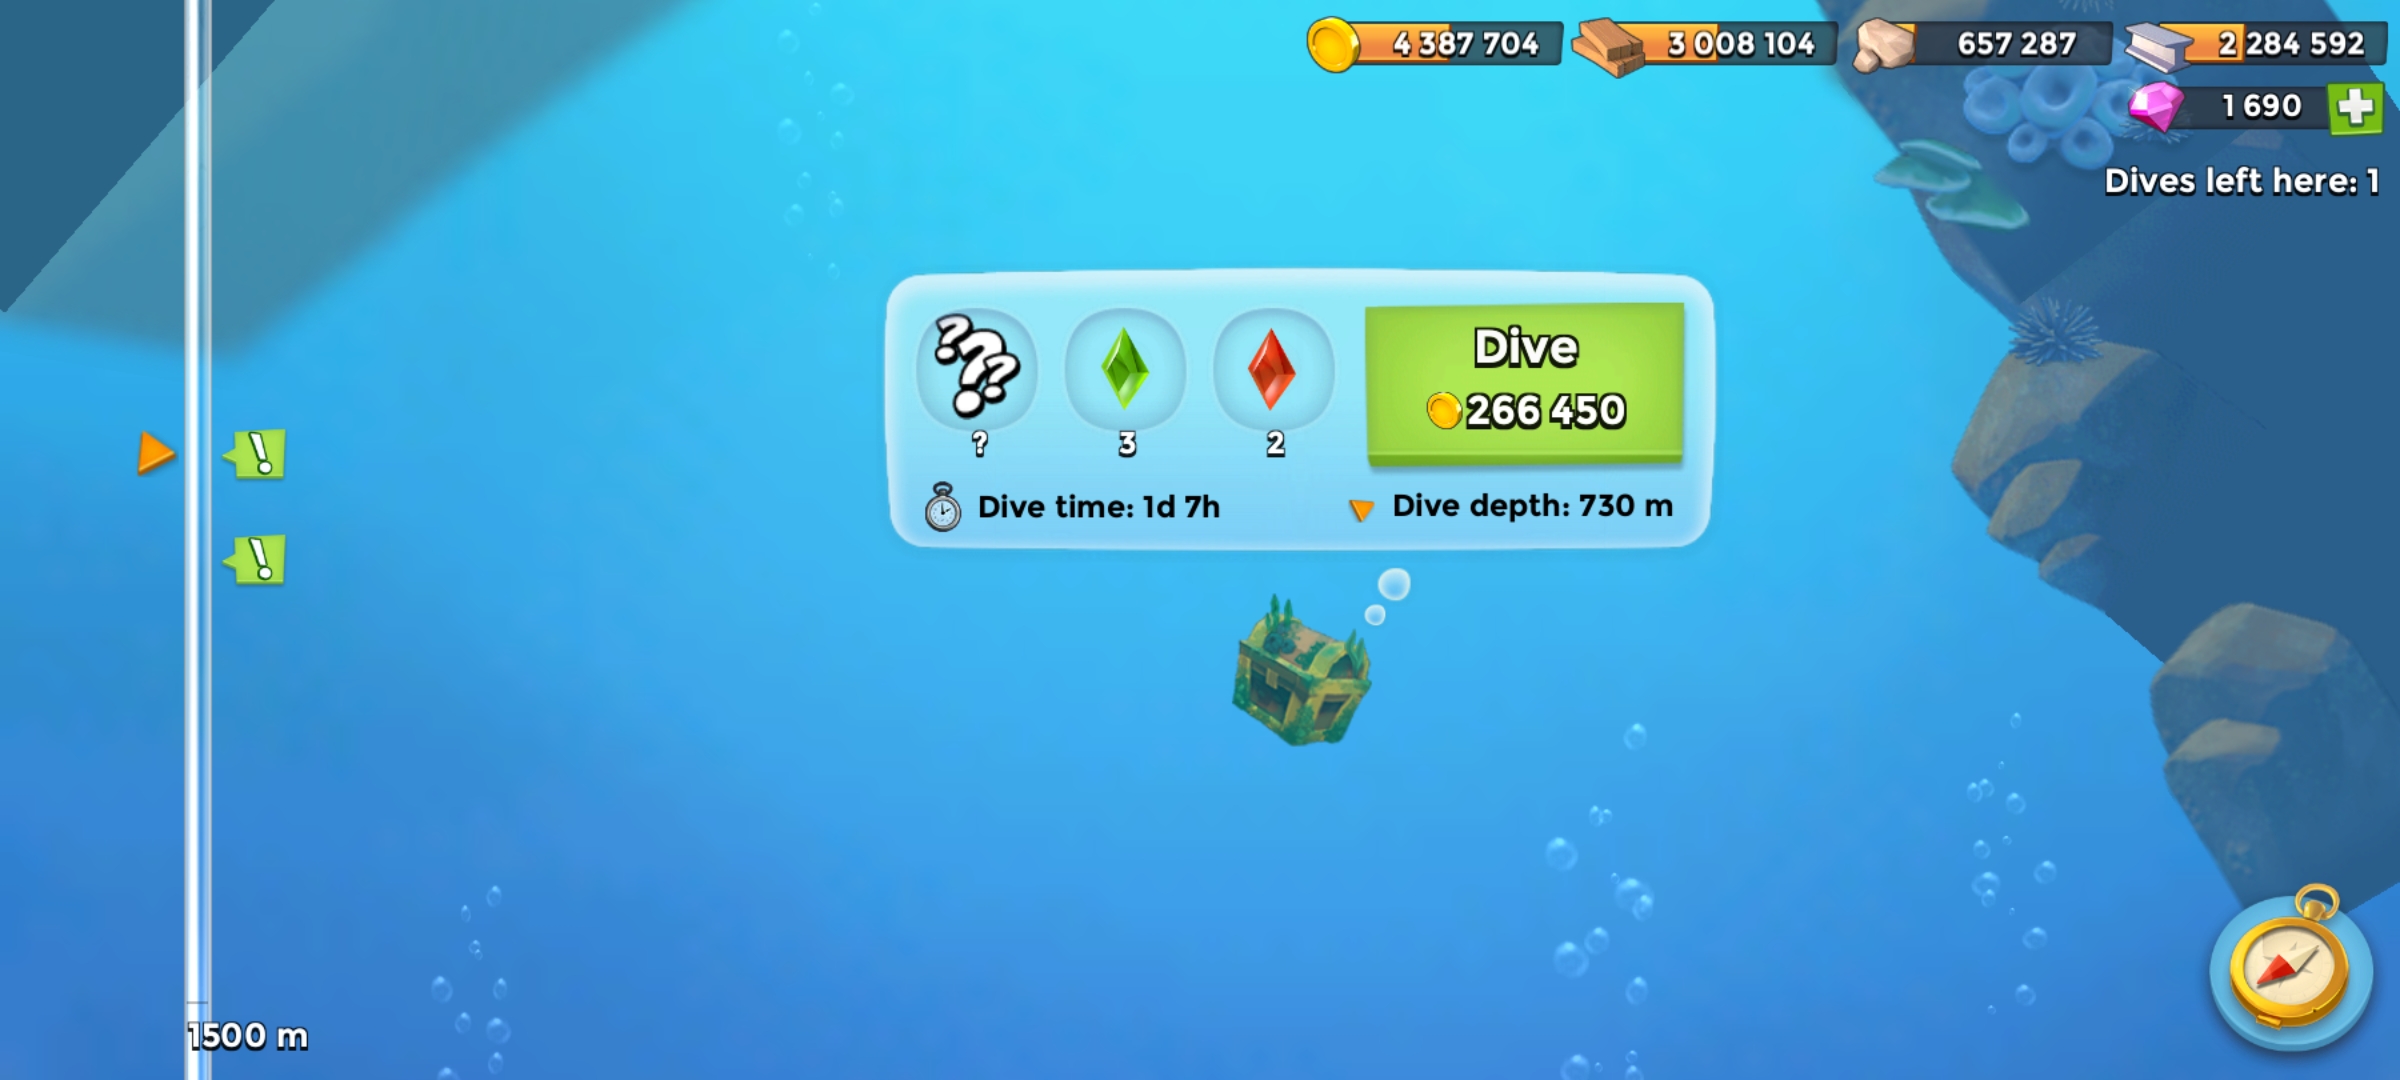 4 387 704
3 008 104
657 287
2 284 592
1 690
Dives left here: 1
???
?
3
2
Dive
266 450
Dive time: 1d 7h
Dive depth: 730 m
!
!
1500 m